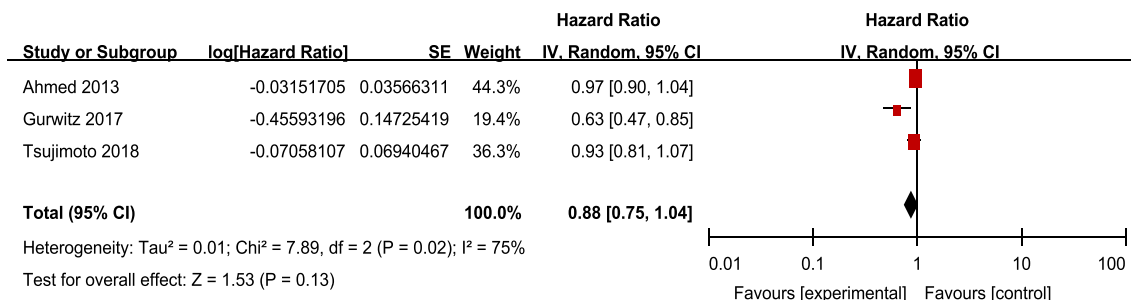 Hazard Ratio Hazard Ratio
Study or Subgroup log[Hazard Ratio] SE Weight IV, Random, 95% CI IV, Random, 95% CI
Ahmed 2013 -0.03151705 0.03566311 44.3% 0.97 [0.90, 1.04]
Gurwitz 2017 -0.45593196 0.14725419 19.4% 0.63 [0.47, 0.85]
Tsujimoto 2018 -0.07058107 0.06940467 36.3% 0.93 [0.81, 1.07]
Total (95% CI) 100.0% 0.88 [0.75, 1.04]
Heterogeneity: Tau² = 0.01; Chi² = 7.89, df = 2 (P = 0.02); I² = 75%
Test for overall effect: Z = 1.53 (P = 0.13)
0.01 0.1 1 10 100
Favours [experimental] Favours [control]